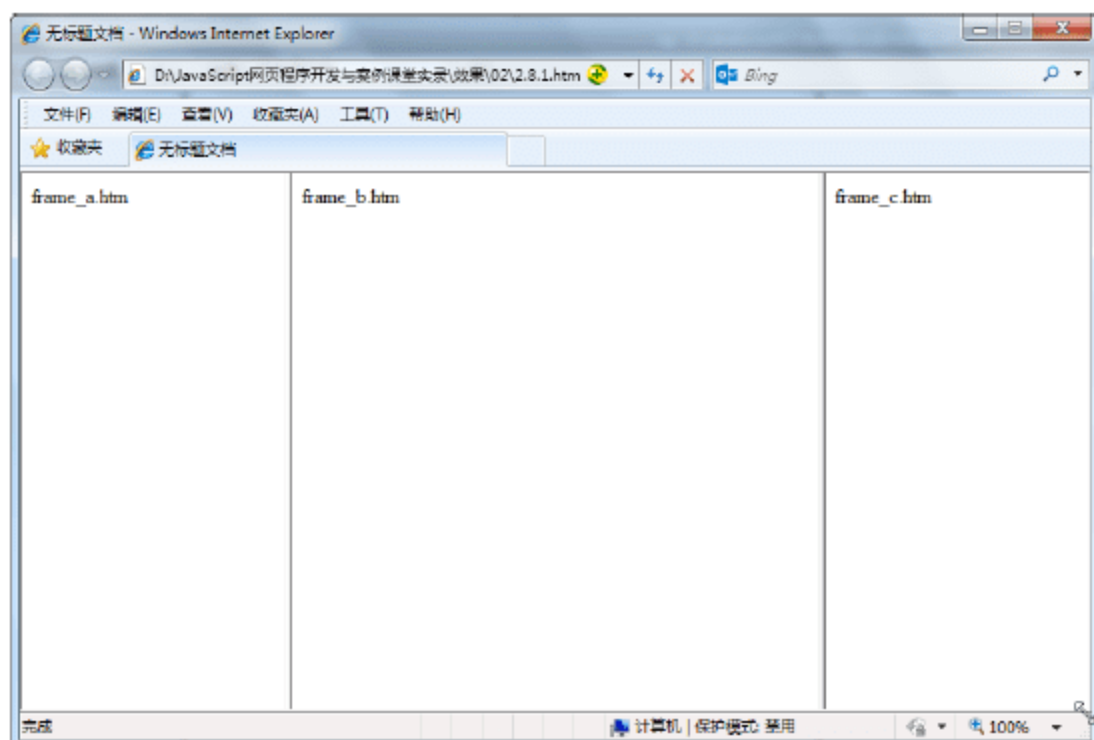 无标题文档 - Windows Internet Explorer
D:\JavaScript网页程序开发与案例课堂实录\效果\02\2.8.1.htm
Bing
文件(F) 编辑(E) 查看(V) 收藏夹(A) 工具(T) 帮助(H)
收藏夹 无标题文档
frame_a.htm frame_b.htm frame_c.htm
完成 计算机 | 保护模式: 禁用 100%